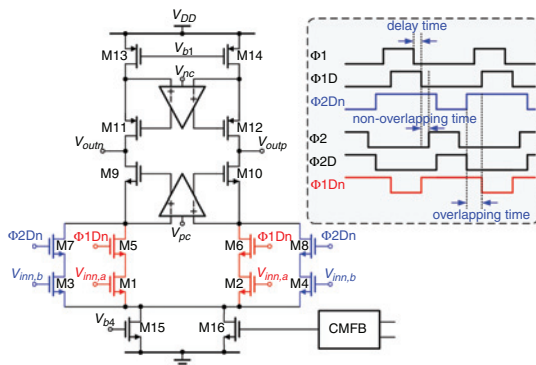 VDD
M13 Vb1 M14
Vnc
M11 M12
Voutn Voutp
M9 M10
Vpc
Φ2Dn M7 Φ1Dn M5 M6 Φ1Dn M8 Φ2Dn
Vinn,b M3 Vinn,a M1 M2 Vinn,a M4 Vinn,b
Vb4 M15 M16 CMFB
delay time
Φ1
Φ1D
Φ2Dn
non-overlapping time
Φ2
Φ2D
Φ1Dn
overlapping time